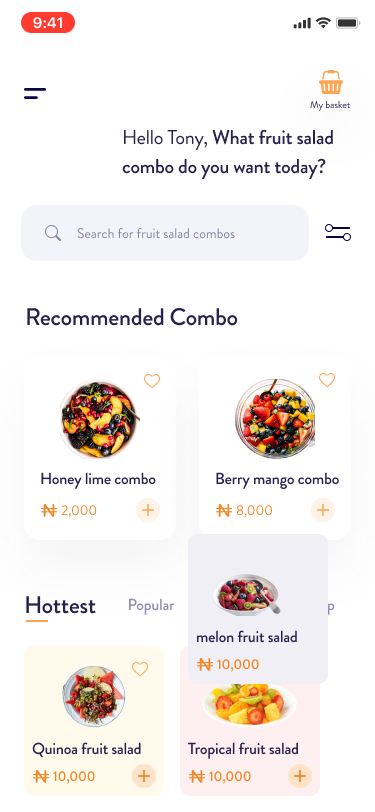 9:41
My basket
Hello Tony, What fruit salad
combo do you want today?
Search for fruit salad combos
Recommended Combo
Honey lime combo
Berry mango combo
₦ 2,000
₦ 8,000
Hottest
Popular
p
melon fruit salad
₦ 10,000
Quinoa fruit salad
Tropical fruit salad
₦ 10,000
₦ 10,000